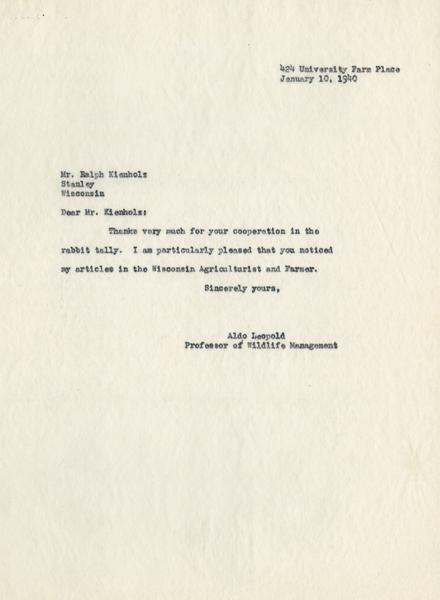 424 University Farm Place
January 10, 1940
Mr. Ralph Kienholz
Stanley
Wisconsin
Dear Mr. Kienholz:
Thanks very much for your cooperation in the
rabbit tally. I am particularly pleased that you noticed
my articles in the Wisconsin Agriculturist and Farmer.
Sincerely yours,
Aldo Leopold
Professor of Wildlife Management